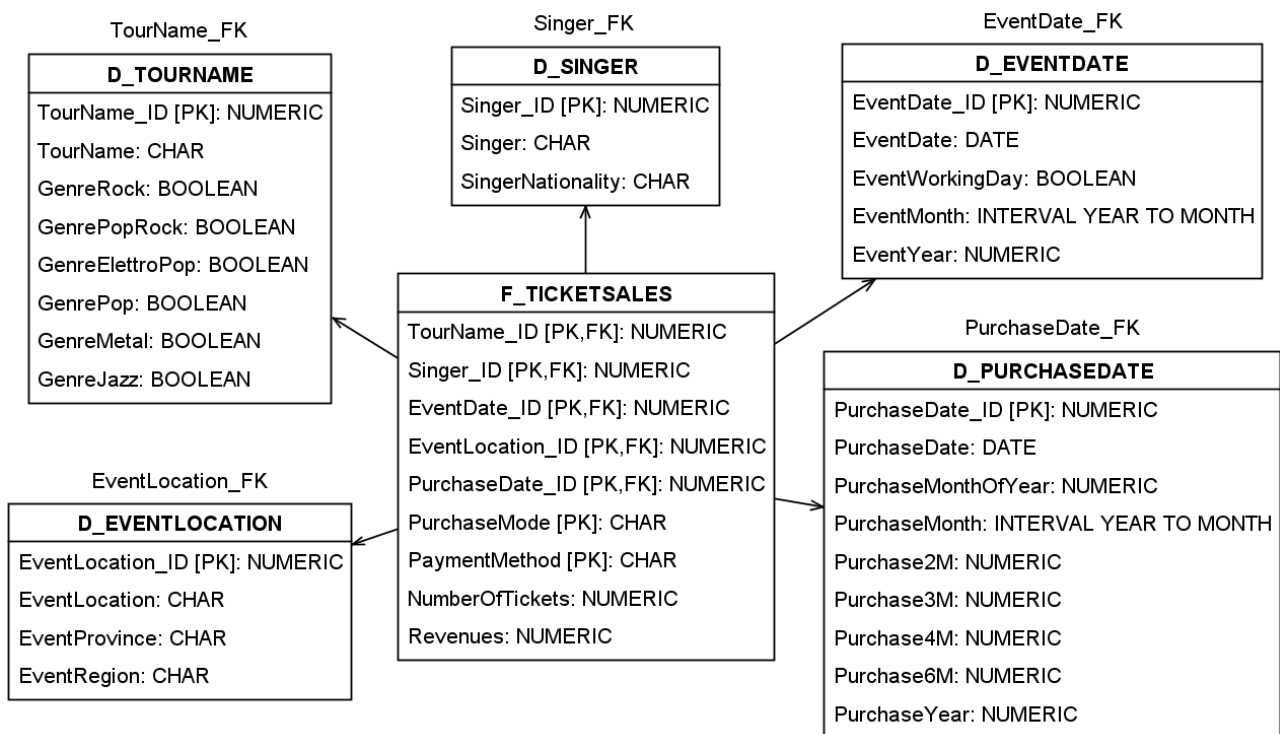 TourName_FK
D_TOURNAME
TourName_ID [PK]: NUMERIC
TourName: CHAR
GenreRock: BOOLEAN
GenrePopRock: BOOLEAN
GenreElettroPop: BOOLEAN
GenrePop: BOOLEAN
GenreMetal: BOOLEAN
GenreJazz: BOOLEAN
Singer_FK
D_SINGER
Singer_ID [PK]: NUMERIC
Singer: CHAR
SingerNationality: CHAR
EventDate_FK
D_EVENTDATE
EventDate_ID [PK]: NUMERIC
EventDate: DATE
EventWorkingDay: BOOLEAN
EventMonth: INTERVAL YEAR TO MONTH
EventYear: NUMERIC
F_TICKETSALES
TourName_ID [PK,FK]: NUMERIC
Singer_ID [PK,FK]: NUMERIC
EventDate_ID [PK,FK]: NUMERIC
EventLocation_ID [PK,FK]: NUMERIC
PurchaseDate_ID [PK,FK]: NUMERIC
PurchaseMode [PK]: CHAR
PaymentMethod [PK]: CHAR
NumberOfTickets: NUMERIC
Revenues: NUMERIC
EventLocation_FK
D_EVENTLOCATION
EventLocation_ID [PK]: NUMERIC
EventLocation: CHAR
EventProvince: CHAR
EventRegion: CHAR
PurchaseDate_FK
D_PURCHASEDATE
PurchaseDate_ID [PK]: NUMERIC
PurchaseDate: DATE
PurchaseMonthOfYear: NUMERIC
PurchaseMonth: INTERVAL YEAR TO MONTH
Purchase2M: NUMERIC
Purchase3M: NUMERIC
Purchase4M: NUMERIC
Purchase6M: NUMERIC
PurchaseYear: NUMERIC